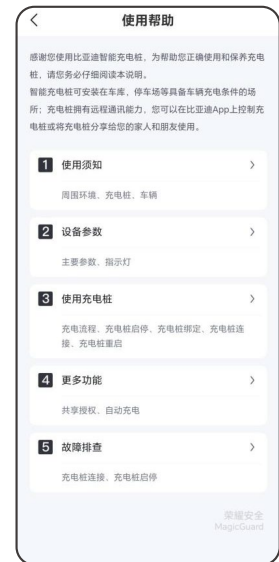 使用帮助
感谢您使用比亚迪智能充电桩，为帮助您正确使用和保养充电
桩，请您务必仔细阅读本说明。
智能充电桩可安装在车库，停车场等具备车辆充电条件的场
所；充电桩拥有远程通讯能力，您可以在比亚迪App上控制充
电桩或将充电桩分享给您的家人和朋友使用。
1 使用须知
周围环境、充电桩、车辆
2 设备参数
主要参数、指示灯
3 使用充电桩
充电流程、充电桩启停、充电桩绑定、充电桩连
接、充电桩重启
4 更多功能
共享授权、自动充电
5 故障排查
充电桩连接、充电桩启停
荣耀安全
MagicGuard